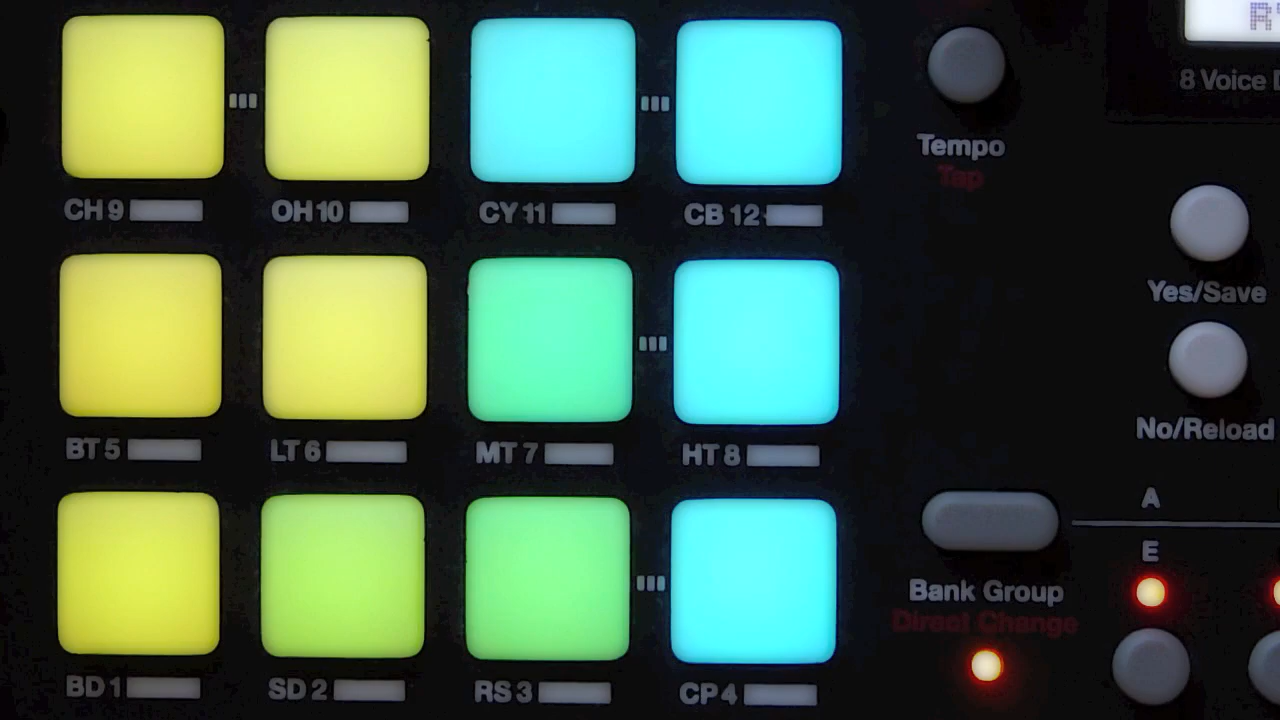 8 Voice
Tempo
Tap
CH 9
OH 10
CY 11
CB 12
Yes/Save
No/Reload
BT 5
LT 6
MT 7
HT 8
A
E
Bank Group
Direct Change
BD 1
SD 2
RS 3
CP 4